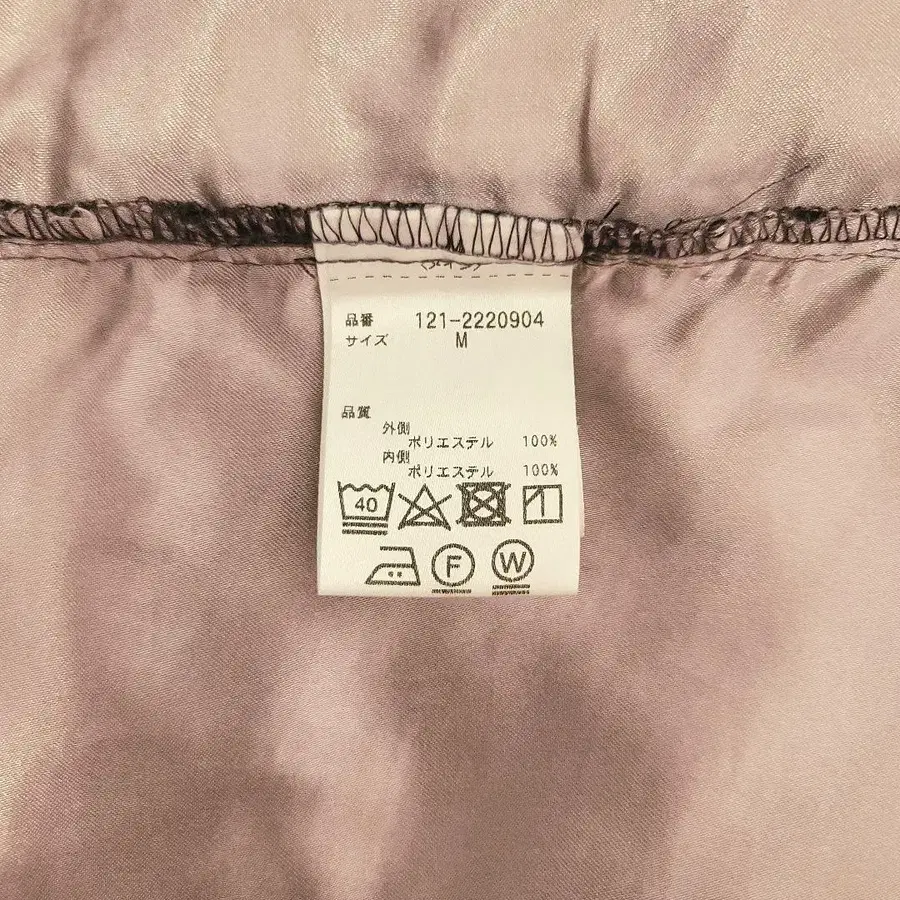 品番 121-2220904
サイズ M
品質
外側
ポリエステル 100%
内側
ポリエステル 100%
40
F W